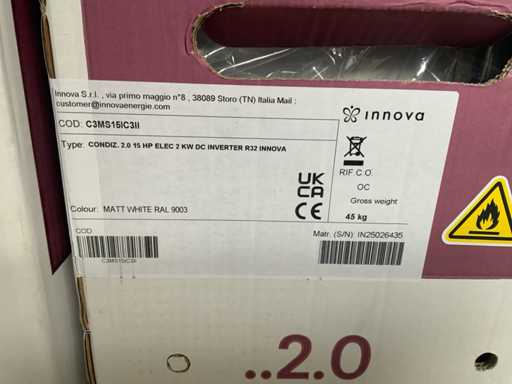 Innova S.r.l. , via primo maggio n°8 , 38089 Storo (TN) Italia Mail ;
customer@innovaenergie.com
innova
COD: C3MS15IC3II
Type: CONDIZ. 2.0 15 HP ELEC 2 KW DC INVERTER R32 INNOVA
RIF.C.O.
OC
Gross weight
45 kg
UK
CA
CE
Colour: MATT WHITE RAL 9003
COD
C3MS15IC3II
Matr. (S/N): IN25026435
..2.0